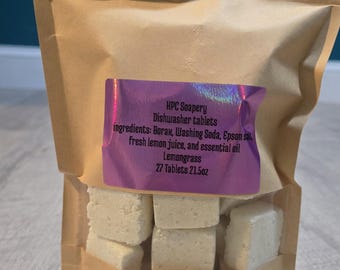 HPC Soapery
Dishwasher tablets
ingredients: Borax, Washing Soda, Epson salt,
fresh lemon juice, and essential oil
Lemongrass
27 Tablets 21.5oz